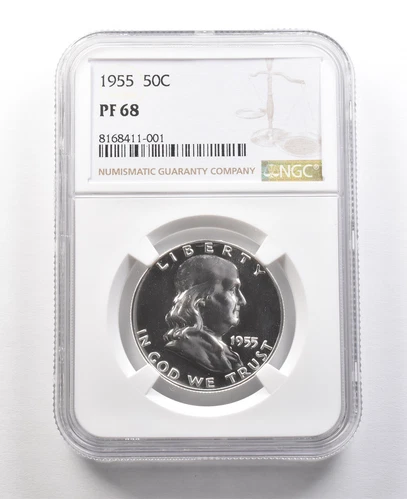 1955 50C
PF 68
8168411-001
NUMISMATIC GUARANTY COMPANY
NGC
LIBERTY
1955
IN GOD WE TRUST